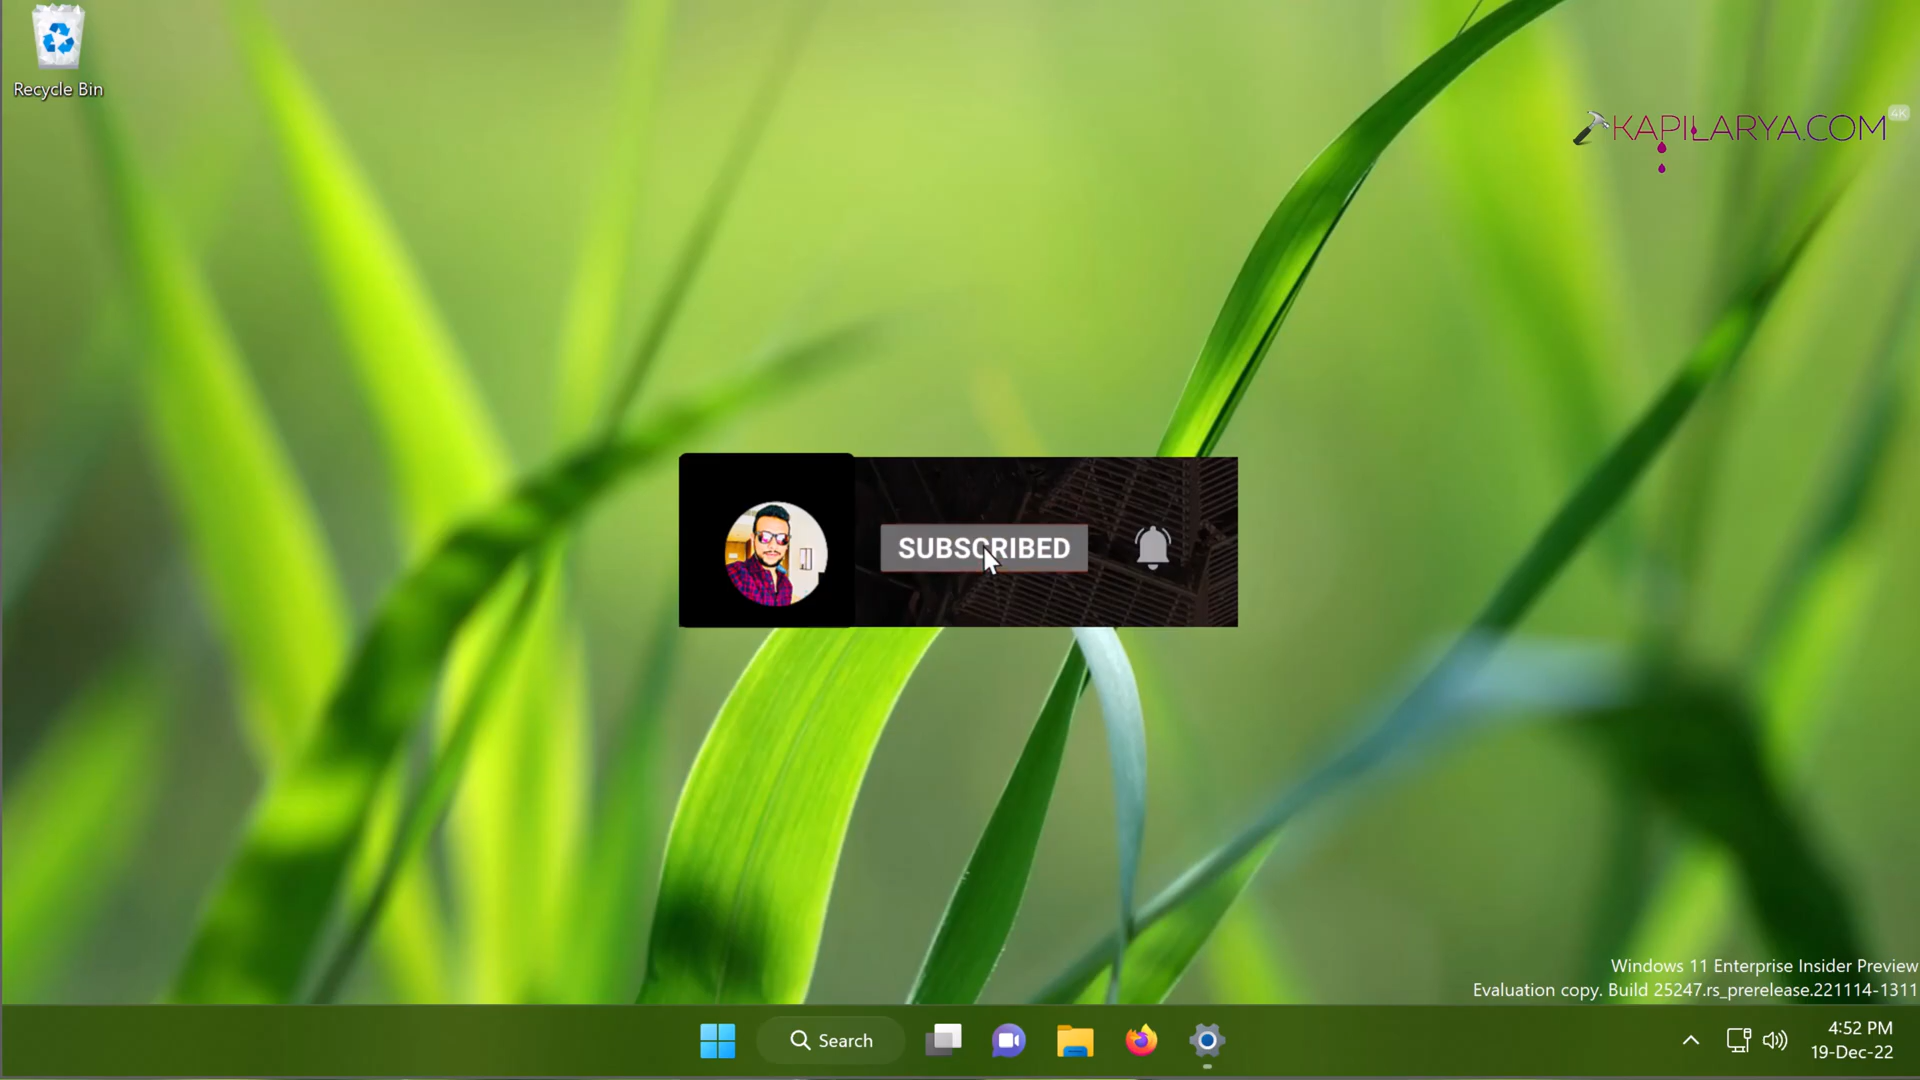 Recycle Bin
KAPILARYA.COM
4K
SUBSCRIBED
Windows 11 Enterprise Insider Preview
Evaluation copy. Build 25247.rs_prerelease.221114-1311
Search
4:52 PM
19-Dec-22